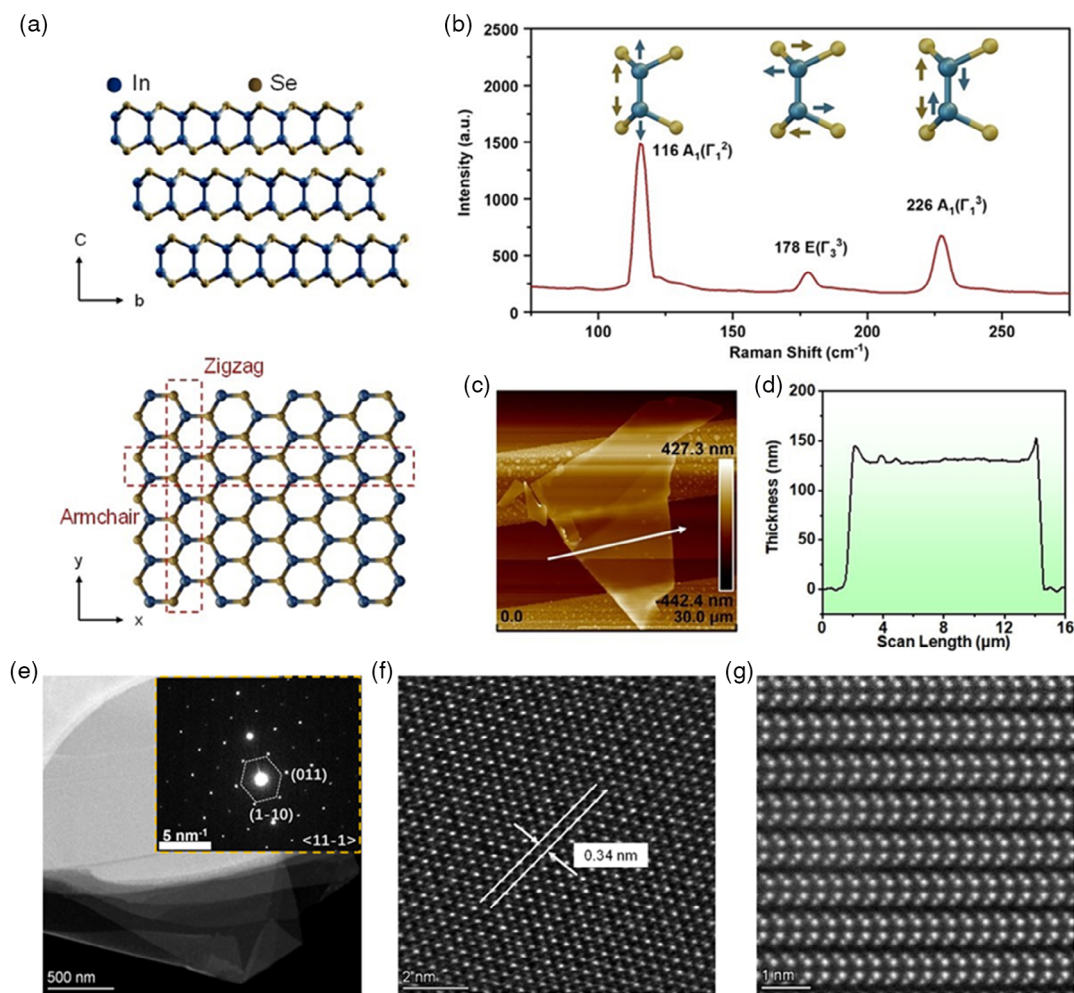 (a)
In Se
C
b
Zigzag
Armchair
y
x
(b)
2500
2000
1500
1000
500
0
Intensity (a.u.)
116 A₁(Γ₁²)
178 E(Γ₃³)
226 A₁(Γ₁³)
100 150 200 250
Raman Shift (cm⁻¹)
(c)
427.3 nm
-442.4 nm
0.0 30.0 µm
(d)
200
150
100
50
0
Thickness (nm)
0 4 8 12 16
Scan Length (µm)
(e)
(011)
(1-10)
5 nm⁻¹
<11-1>
500 nm
(f)
0.34 nm
2 nm
(g)
1 nm